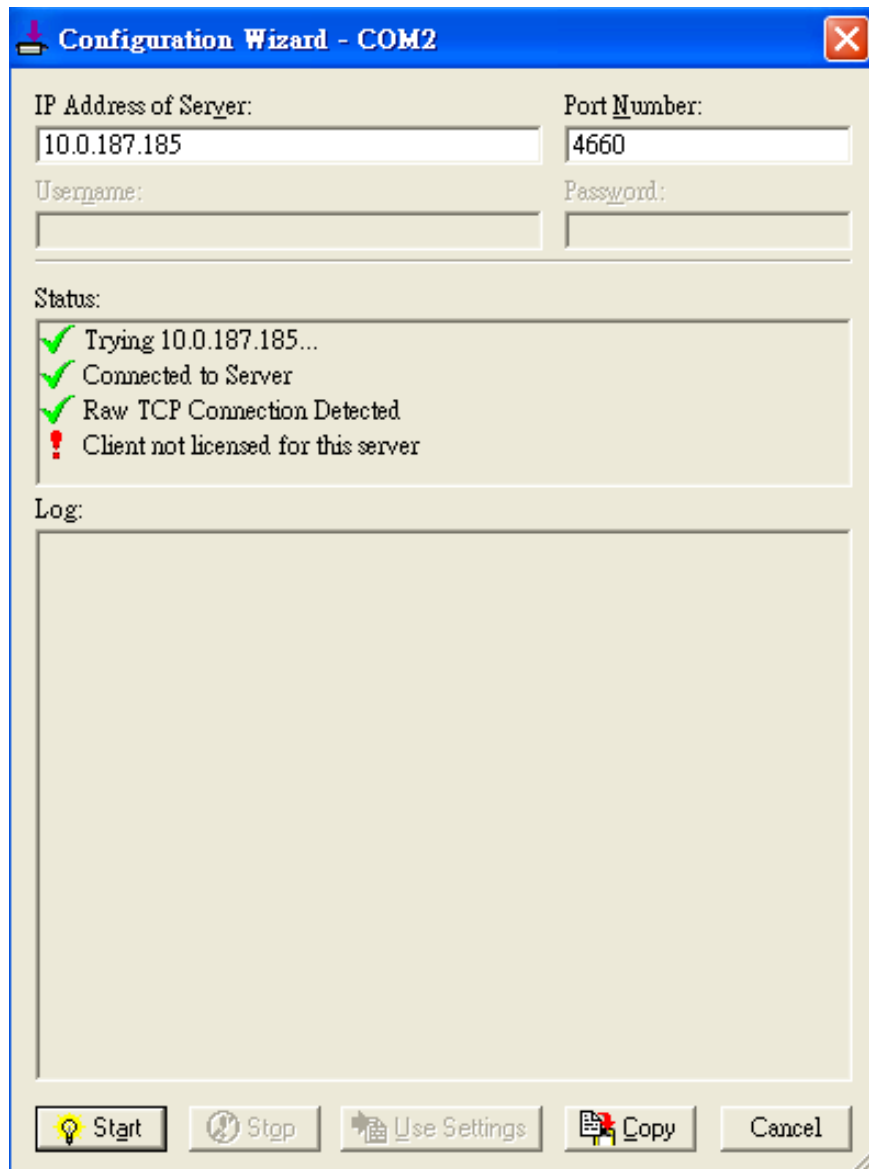 Configuration Wizard - COM2
IP Address of Server: Port Number:
10.0.187.185 4660
Username: Password:
Status:
Trying 10.0.187.185...
Connected to Server
Raw TCP Connection Detected
Client not licensed for this server
Log:
Start Stop Use Settings Copy Cancel